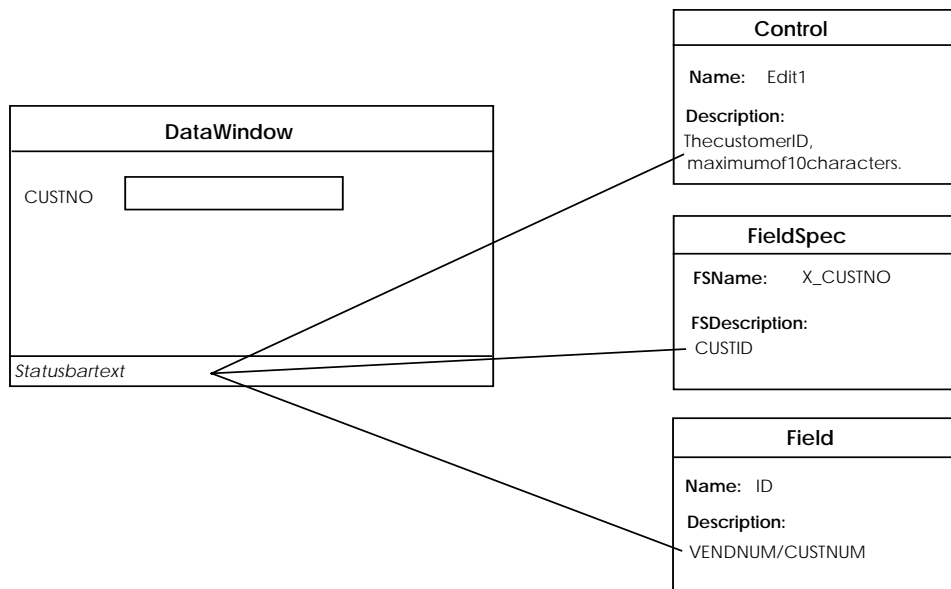 DataWindow
CUSTNO
Statusbartext
Control
Name: Edit1
Description:
ThecustomerID,
maximumof10characters.
FieldSpec
FSName: X_CUSTNO
FSDescription:
CUSTID
Field
Name: ID
Description:
VENDNUM/CUSTNUM